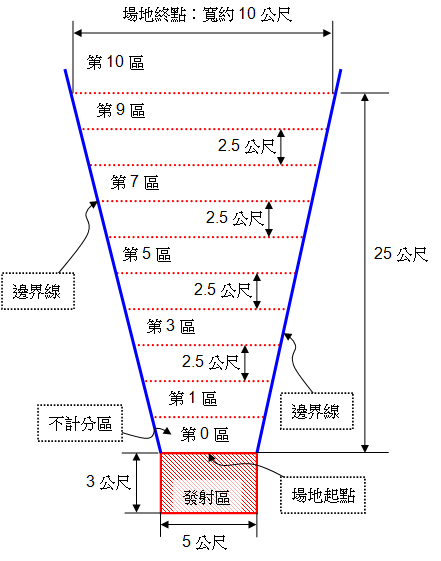 場地終點：寬約 10 公尺
第 10 區
第 9 區
2.5 公尺
第 7 區
2.5 公尺
第 5 區
25 公尺
2.5 公尺
邊界線
第 3 區
2.5 公尺
第 1 區
邊界線
不計分區
第 0 區
3 公尺
發射區
場地起點
5 公尺